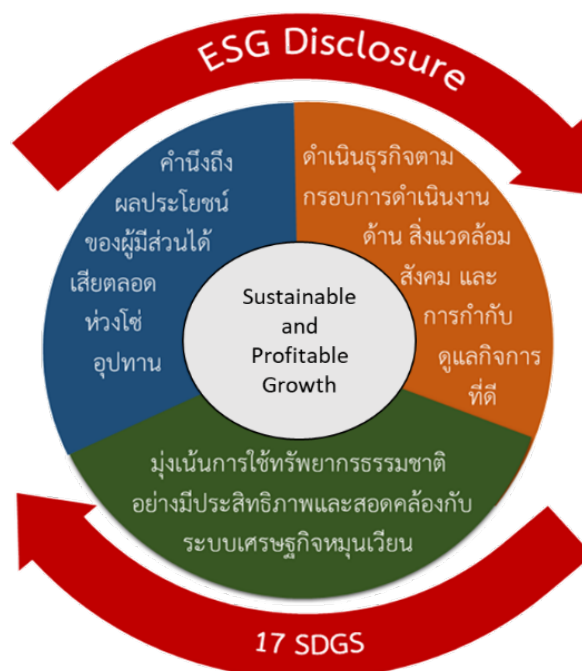 ESG Disclosure
คำนึงถึง
ผลประโยชน์
ของผู้มีส่วนได้
เสียตลอด
ห่วงโซ่
อุปทาน
ดำเนินธุรกิจตาม
กรอบการดำเนินงาน
ด้าน สิ่งแวดล้อม
สังคม และ
การกำกับ
ดูแลกิจการ
ที่ดี
Sustainable
and
Profitable
Growth
มุ่งเน้นการใช้ทรัพยากรธรรมชาติ
อย่างมีประสิทธิภาพและสอดคล้องกับ
ระบบเศรษฐกิจหมุนเวียน
17 SDGS